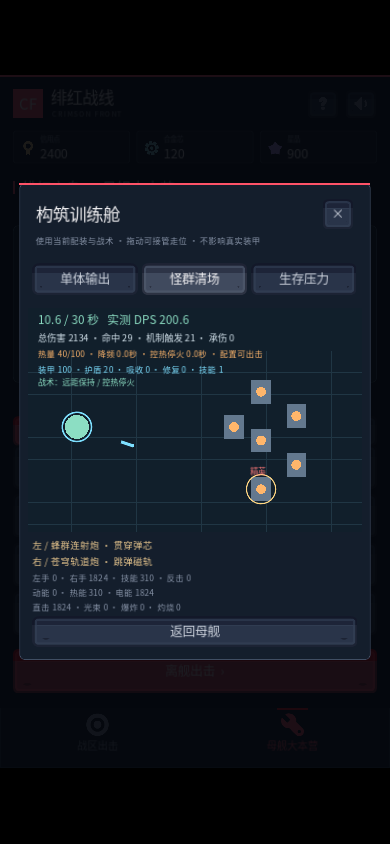 CF
绯红战线
2400
120
900
构筑训练舱
×
使用当前配装与战术 · 拖动可接管走位 · 不影响真实装甲
单体输出
怪群清场
生存压力
10.6 / 30 秒 实测 DPS 200.6
总伤害 2134 · 命中 29 · 机制触发 21 · 承伤 0
热量 40/100 · 降频 0.0秒 · 控热停火 0.0秒 · 配置可出击
装甲 100 · 护盾 20 · 吸收 0 · 修复 0 · 技能 1
战术: 远距保持 / 控热停火
左 / 蜂群连射炮 · 贯穿弹芯
右 / 苍穹轨道炮 · 跳弹磁轨
左手 0 · 右手 1824 · 技能 310 · 反击 0
动能 0 · 热能 310 · 电能 1824
直击 1824 · 光束 0 · 爆炸 0 · 灼烧 0
返回母舰